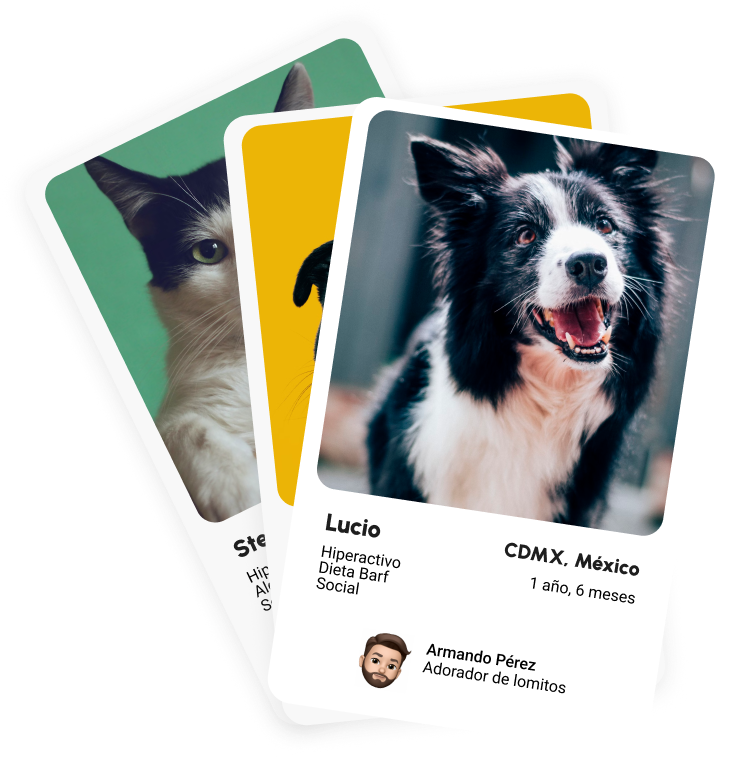 Lucio
Hiperactivo
Dieta Barf
Social
CDMX, México
1 año, 6 meses
Armando Pérez
Adorador de lomitos